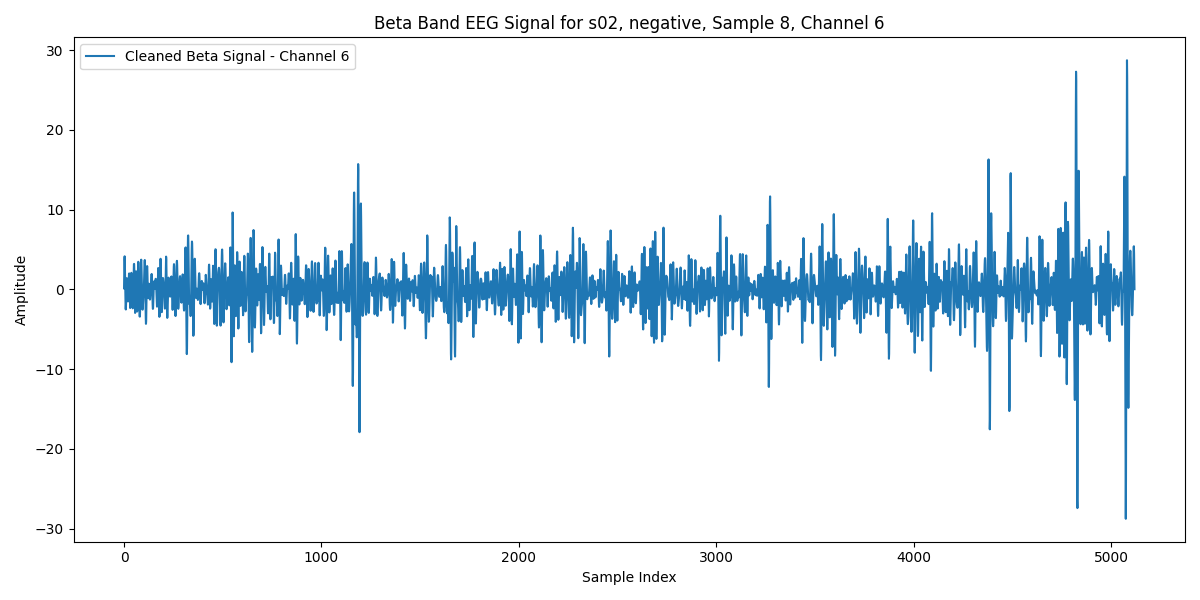 Beta Band EEG Signal for s02, negative, Sample 8, Channel 6
Cleaned Beta Signal - Channel 6
Amplitude
30
20
10
0
−10
−20
−30
0 1000 2000 3000 4000 5000
Sample Index